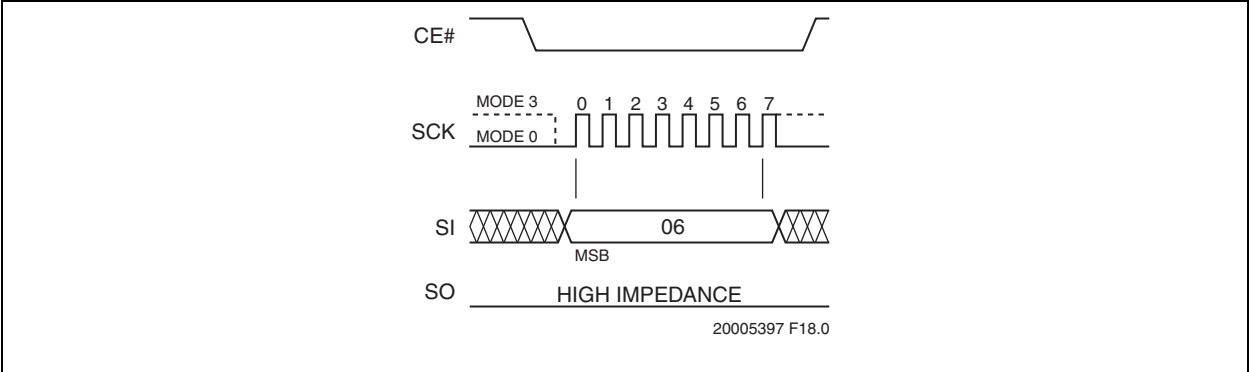 CE#
MODE 3
0 1 2 3 4 5 6 7
SCK
MODE 0
SI
06
MSB
SO
HIGH IMPEDANCE
20005397 F18.0